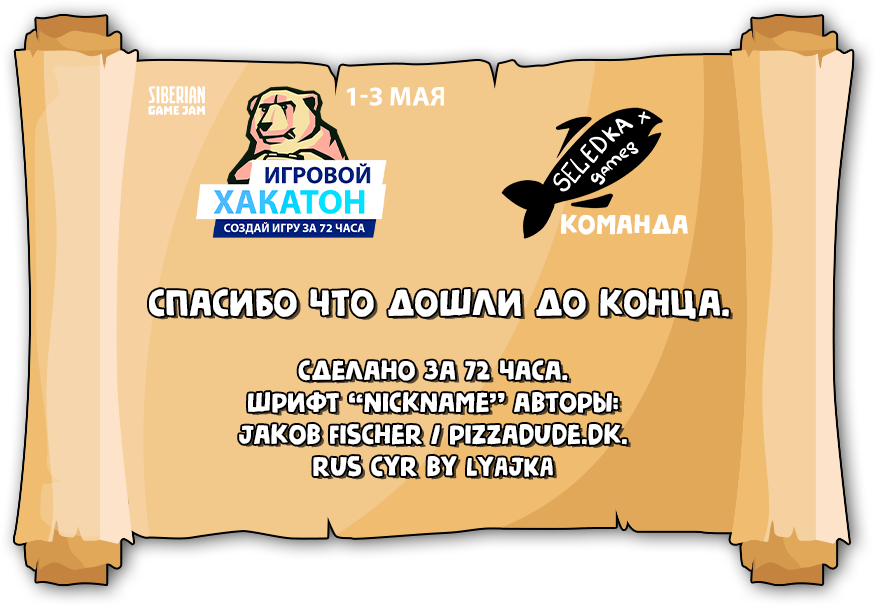 SIBERIAN
GAME JAM
1-3 МАЯ
ИГРОВОЙ
ХАКАТОН
СОЗДАЙ ИГРУ ЗА 72 ЧАСА
SELEDKA
games
КОМАНДА
СПАСИБО ЧТО ДОШЛИ ДО КОНЦА.
СДЕЛАНО ЗА 72 ЧАСА.
ШРИФТ “NICKNAME” АВТОРЫ:
JAKOB FISCHER / PIZZADUDE.DK.
RUS CYR BY LYAJKA